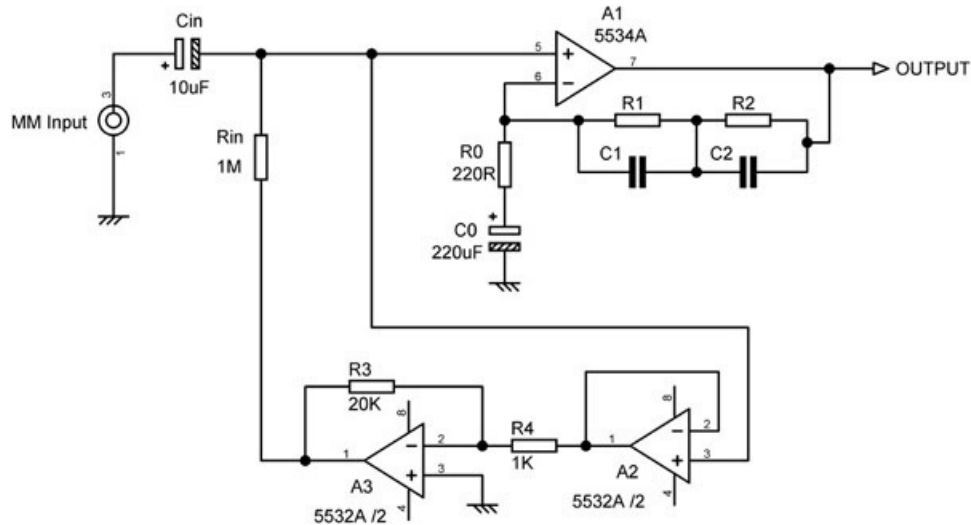 A1
5534A
Cin
+
10uF
MM Input
3
1
Rin
1M
5
+
6
−
7
OUTPUT
R1
R2
C1
C2
R0
220R
+
C0
220uF
R3
20K
R4
1K
8
1
−
2
+
3
4
A3
5532A /2
8
1
−
2
+
3
4
A2
5532A /2